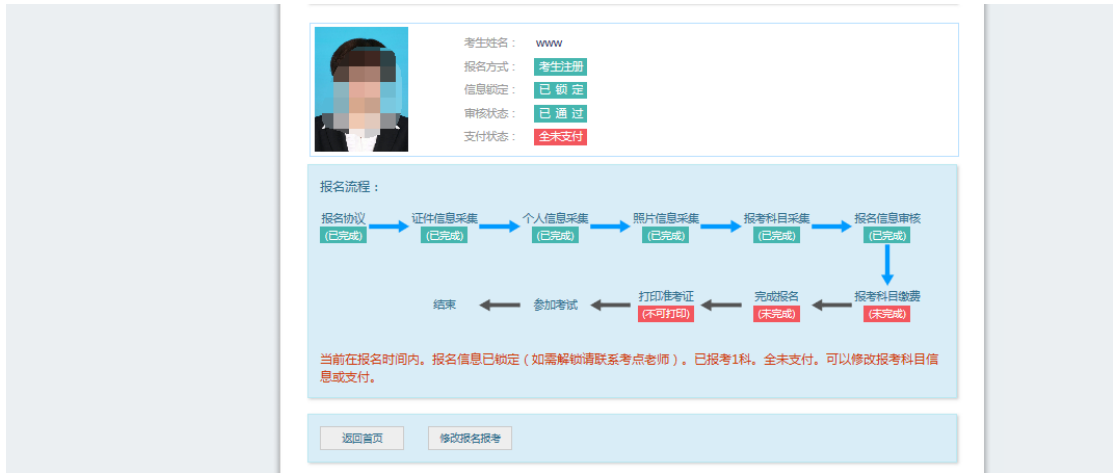 考生姓名： www
报名方式： 考生注册
信息锁定： 已 锁 定
审核状态： 已 通 过
支付状态： 全未支付
报名流程：
报名协议 证件信息采集 个人信息采集 照片信息采集 报考科目采集 报名信息审核
(已完成) (已完成) (已完成) (已完成) (已完成) (已完成)
结束 参加考试 打印准考证 完成报名 报考科目缴费
(不可打印) (未完成) (未完成)
当前在报名时间内。报名信息已锁定（如需解锁请联系考点老师）。已报考1科。全未支付。可以修改报考科目信
息或支付。
返回首页 修改报名报考